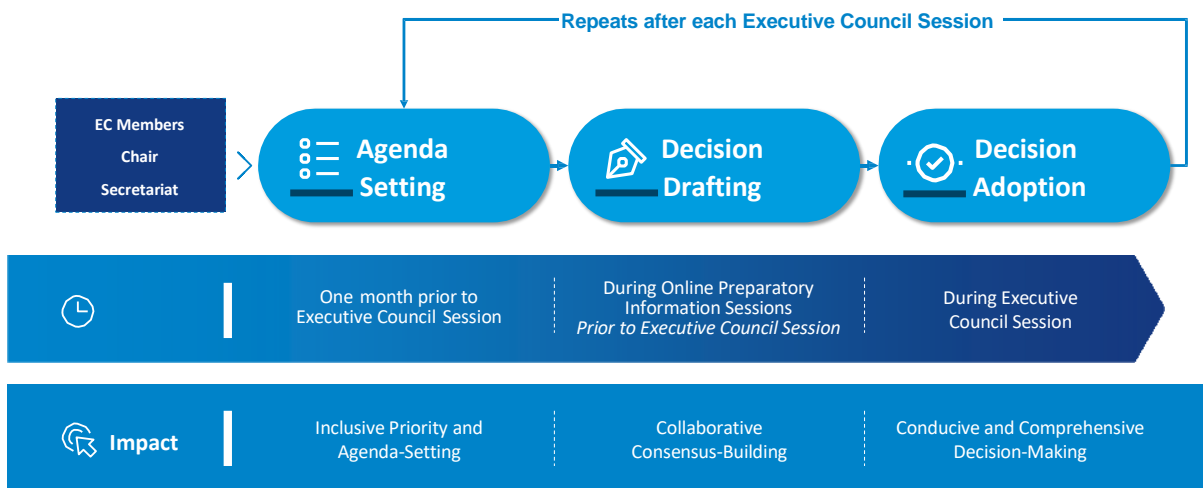 Repeats after each Executive Council Session
EC Members
Chair
Secretariat
Agenda
Setting
Decision
Drafting
Decision
Adoption
One month prior to
Executive Council Session
During Online Preparatory
Information Sessions
Prior to Executive Council Session
During Executive
Council Session
Impact
Inclusive Priority and
Agenda-Setting
Collaborative
Consensus-Building
Conducive and Comprehensive
Decision-Making